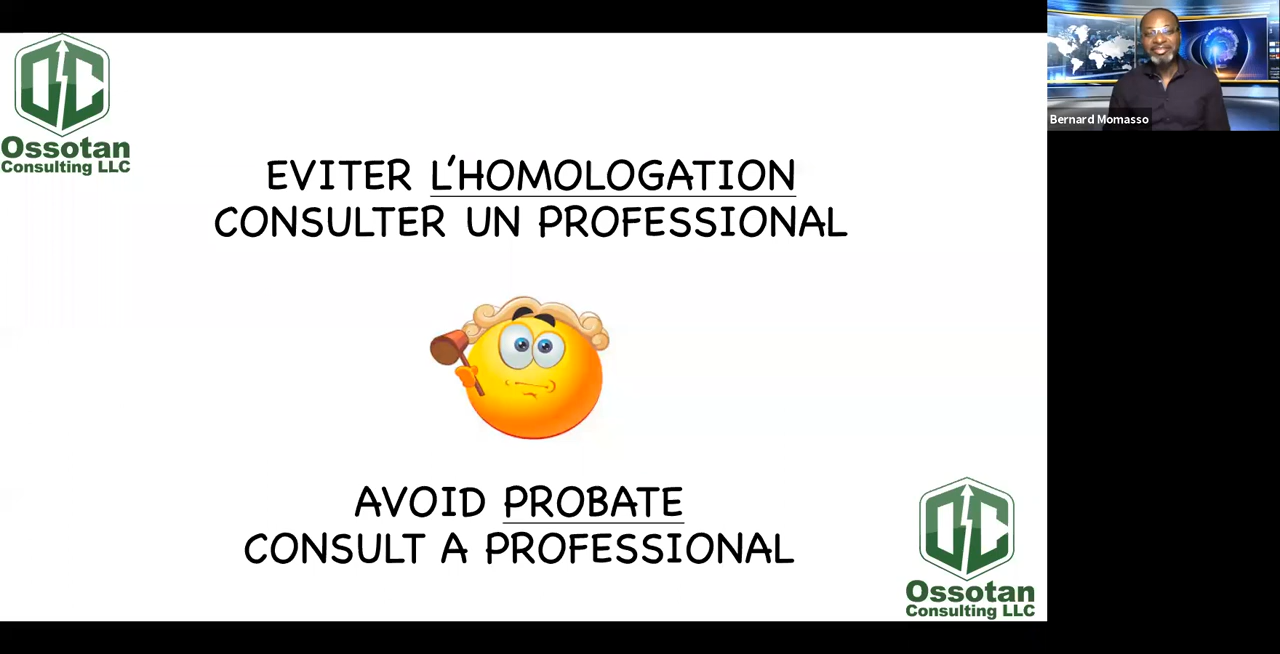 Ossotan
Consulting LLC
EVITER L'HOMOLOGATION
CONSULTER UN PROFESSIONAL
AVOID PROBATE
CONSULT A PROFESSIONAL
Ossotan
Consulting LLC
Bernard Momasso